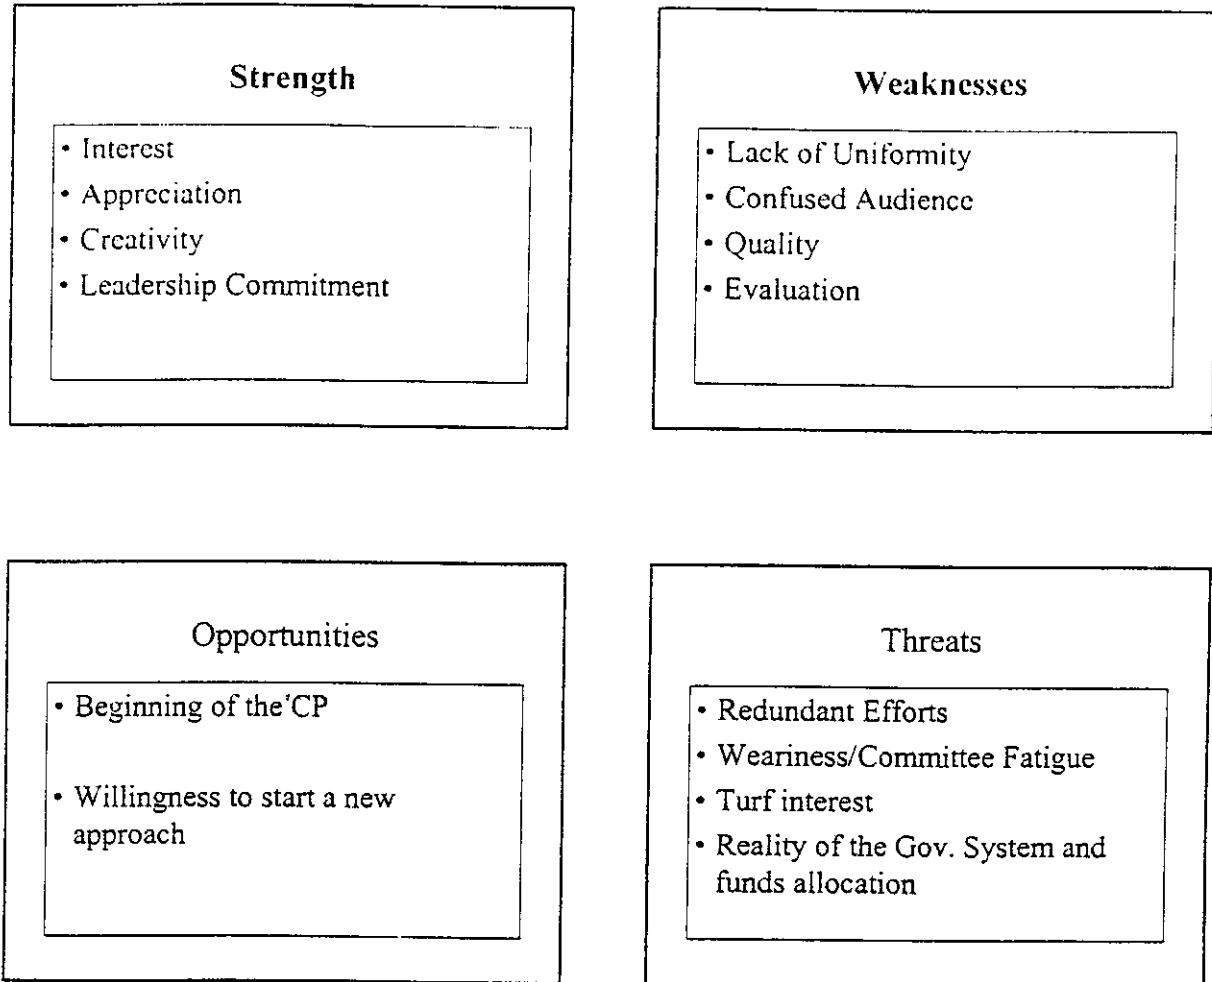 Strength
• Interest
• Appreciation
• Creativity
• Leadership Commitment
Weaknesses
• Lack of Uniformity
• Confused Audience
• Quality
• Evaluation
Opportunities
• Beginning of the CP
• Willingness to start a new
approach
Threats
• Redundant Efforts
• Weariness/Committee Fatigue
• Turf interest
• Reality of the Gov. System and
funds allocation